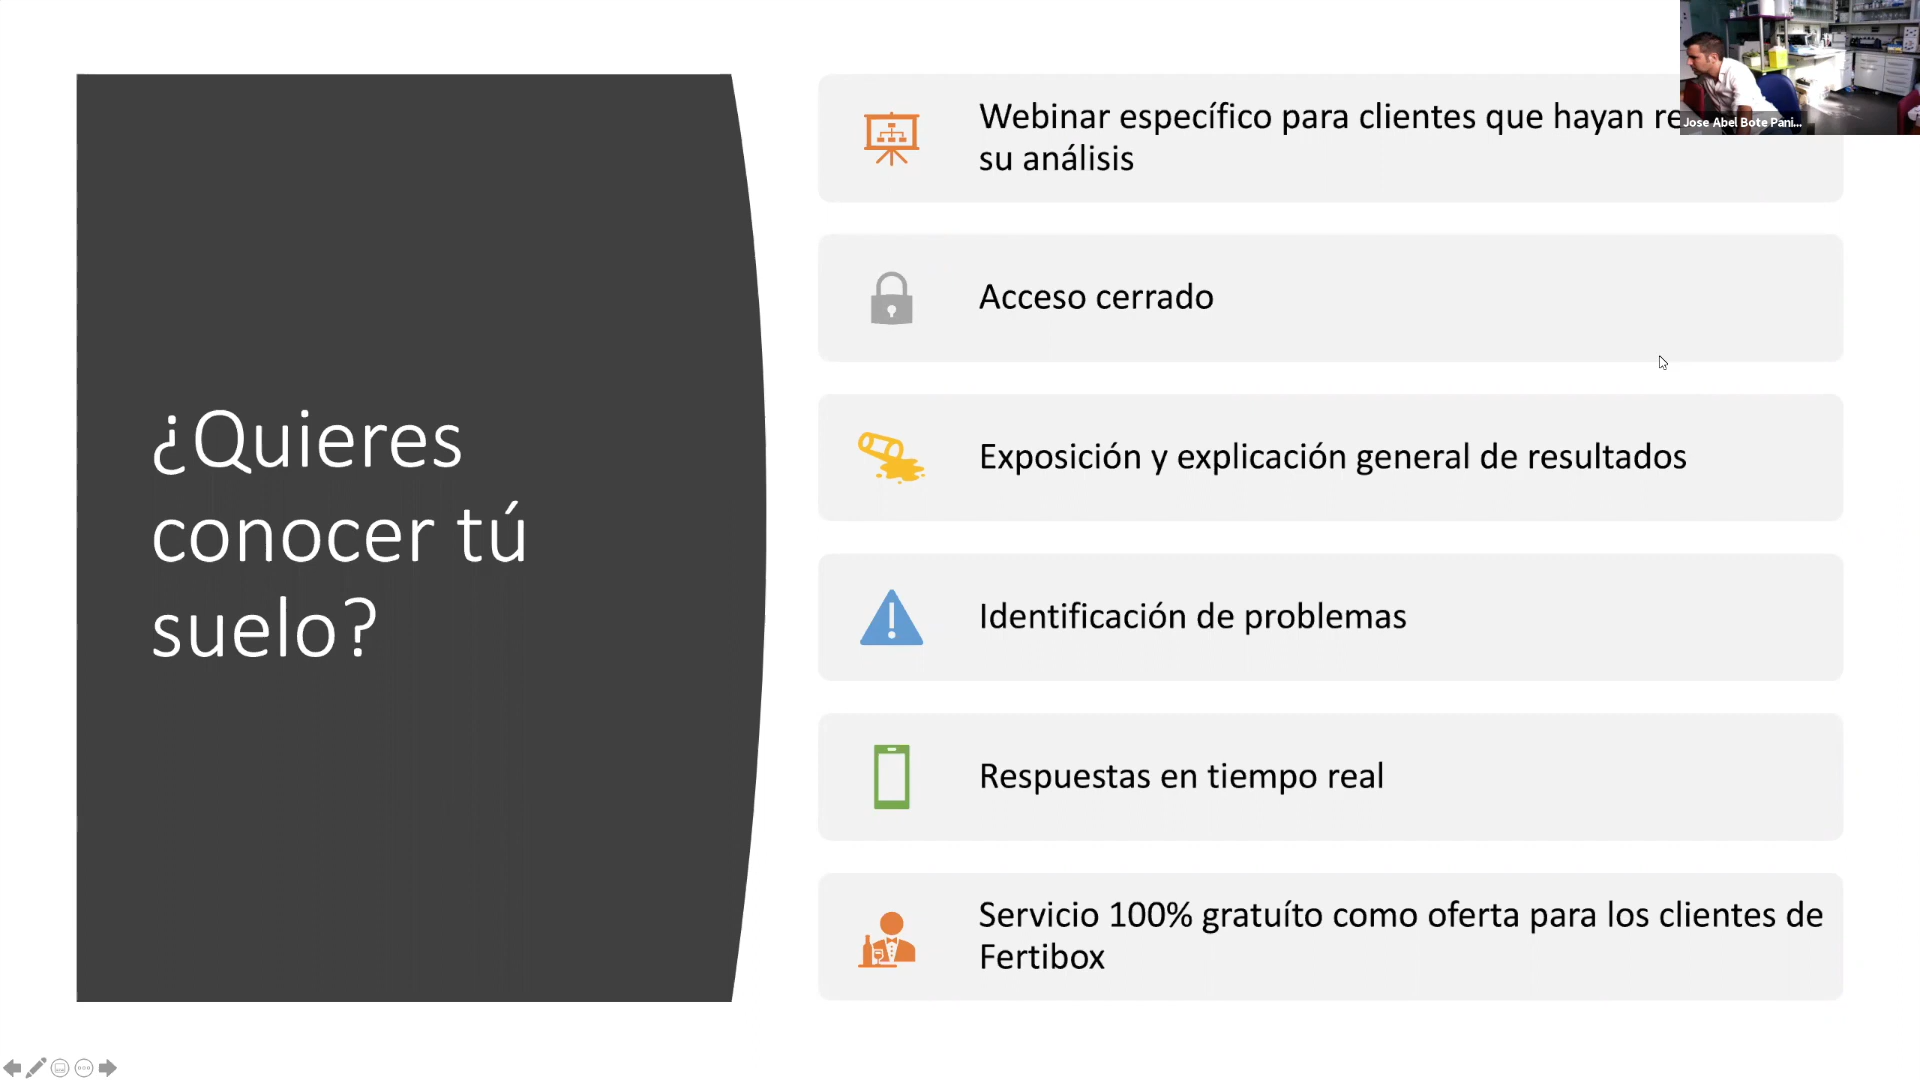 ¿Quieres
conocer tú
suelo?
Webinar específico para clientes que hayan
su análisis
Acceso cerrado
Exposición y explicación general de resultados
Identificación de problemas
Respuestas en tiempo real
Servicio 100% gratuíto como oferta para los clientes de
Fertibox
Jose Abel Bote Pani...